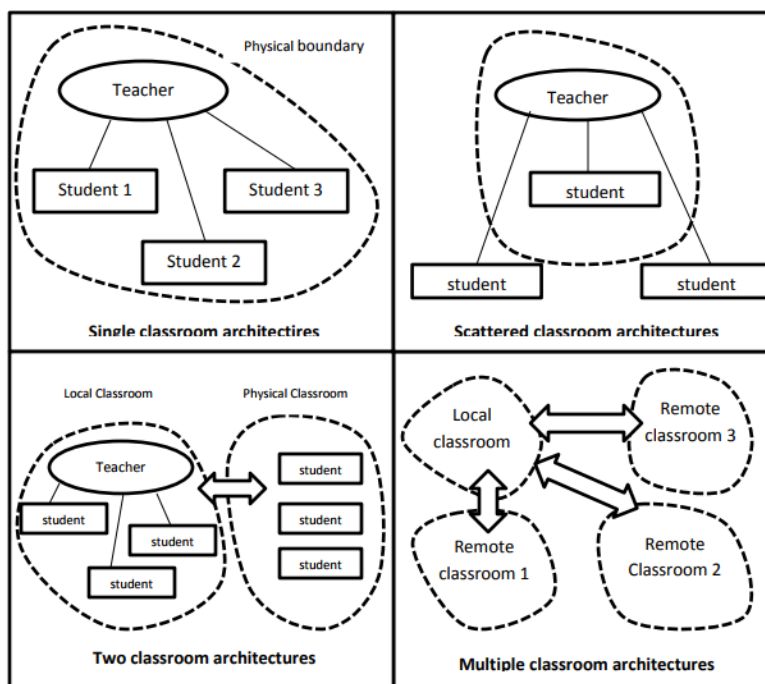 Physical boundary
Teacher
Student 1
Student 3
Student 2
Single classroom architectires
Teacher
student
student
student
Scattered classroom architectures
Local Classroom
Physical Classroom
Teacher
student
student
student
student
student
student
Two classroom architectures
Local
classroom
Remote
classroom 3
Remote
classroom 1
Remote
Classroom 2
Multiple classroom architectures